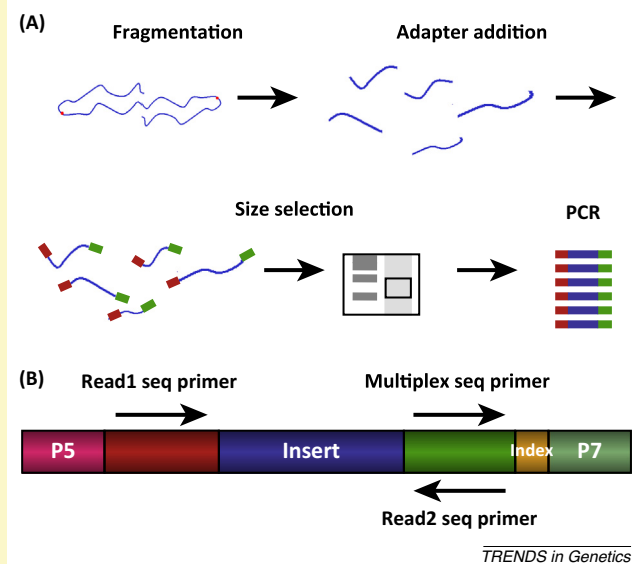 (A)
Fragmentation
Adapter addition
Size selection
PCR
(B)
Read1 seq primer
Multiplex seq primer
P5
Insert
Index
P7
Read2 seq primer
TRENDS in Genetics